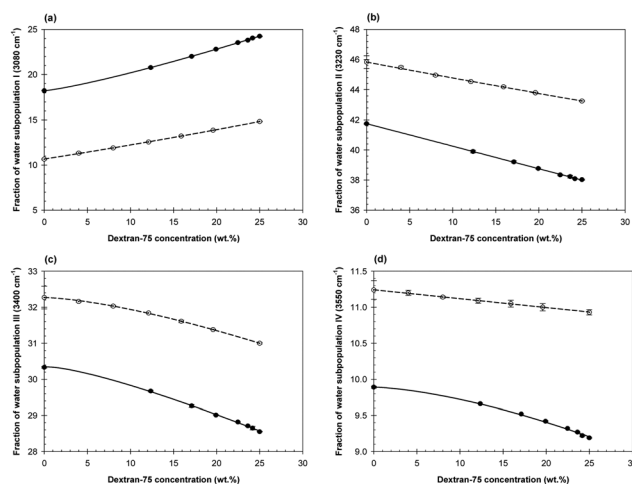 (a)
Fraction of water subpopulation I (3080 cm-1)
25
20
15
10
5
0 5 10 15 20 25 30
Dextran-75 concentration (wt.%)
(b)
Fraction of water subpopulation II (3230 cm-1)
48
46
44
42
40
38
36
0 5 10 15 20 25 30
Dextran-75 concentration (wt.%)
(c)
Fraction of water subpopulation III (3400 cm-1)
33
32
31
30
29
28
0 5 10 15 20 25 30
Dextran-75 concentration (wt.%)
(d)
Fraction of water subpopulation IV (3550 cm-1)
11.5
11.0
10.5
10.0
9.5
9.0
0 5 10 15 20 25 30
Dextran-75 concentration (wt.%)